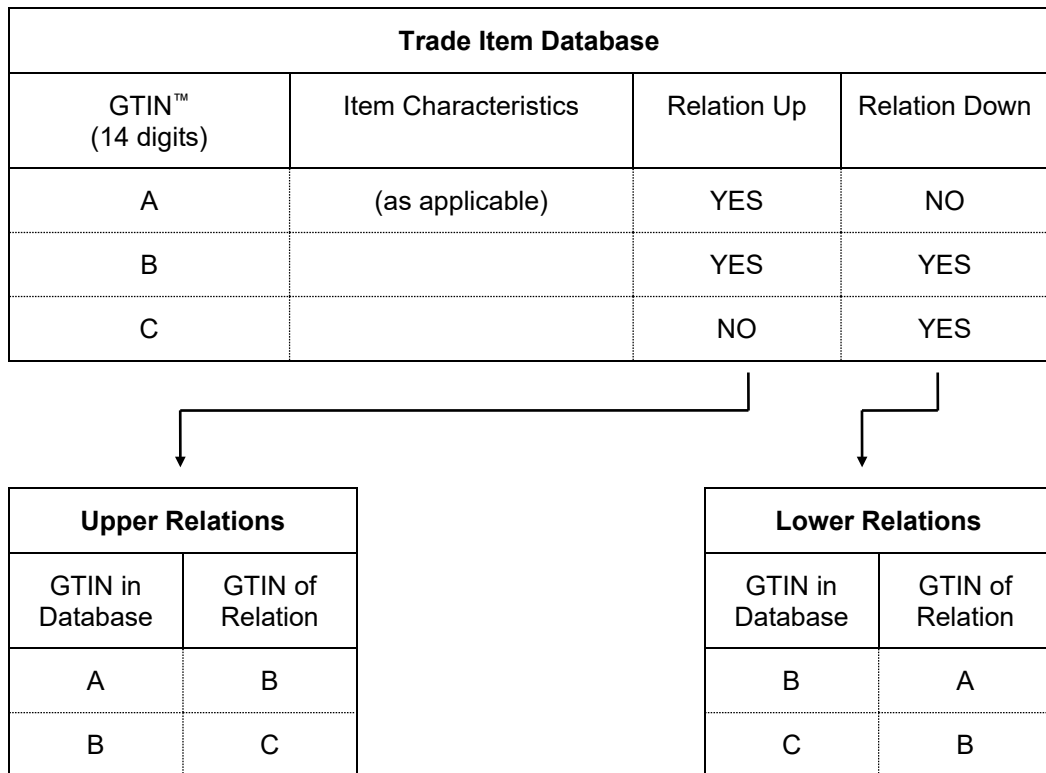 Trade Item Database
GTIN™ Item Characteristics Relation Up Relation Down
(14 digits)
A (as applicable) YES NO
B YES YES
C NO YES
Upper Relations
GTIN in GTIN of
Database Relation
A B
B C
Lower Relations
GTIN in GTIN of
Database Relation
B A
C B